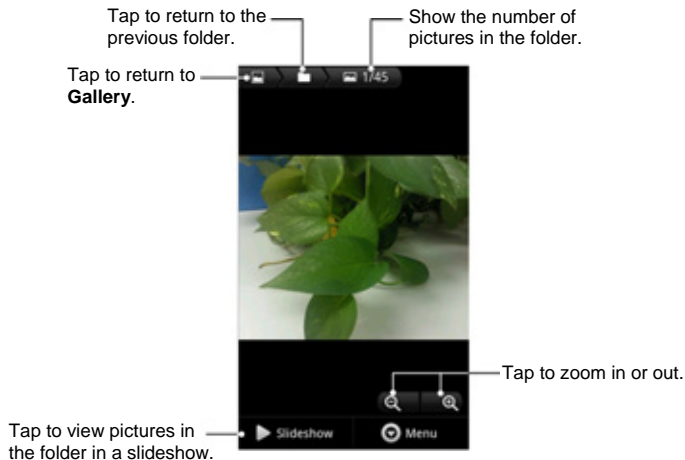 Tap to return to the
previous folder.
Show the number of
pictures in the folder.
Tap to return to
Gallery.
1/45
Tap to zoom in or out.
Tap to view pictures in
the folder in a slideshow.
Slideshow
Menu